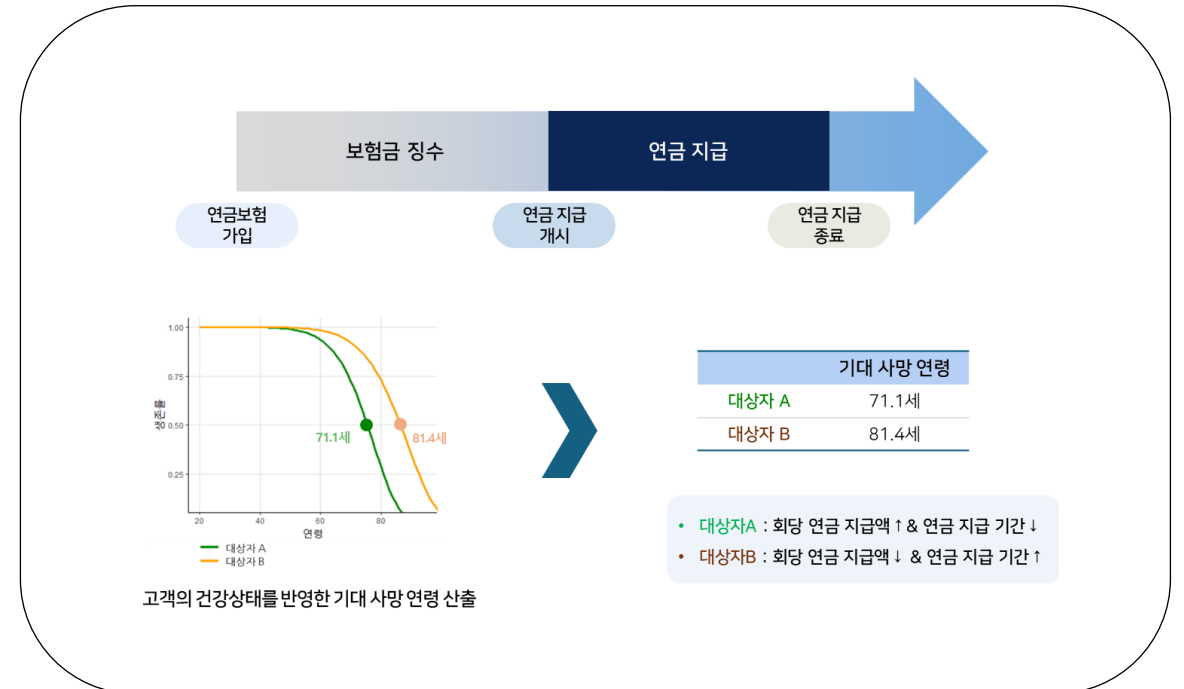 보험금 징수
연금 지급
연금보험
가입
연금 지급
개시
연금 지급
종료
1.00
0.75
0.50
0.25
생존률
71.1세
81.4세
20
40
60
80
연령
대상자 A
대상자 B
고객의 건강상태를 반영한 기대 사망 연령 산출
기대 사망 연령
대상자 A 71.1세
대상자 B 81.4세
• 대상자A : 회당 연금 지급액 ↑ & 연금 지급 기간 ↓
• 대상자B : 회당 연금 지급액 ↓ & 연금 지급 기간 ↑